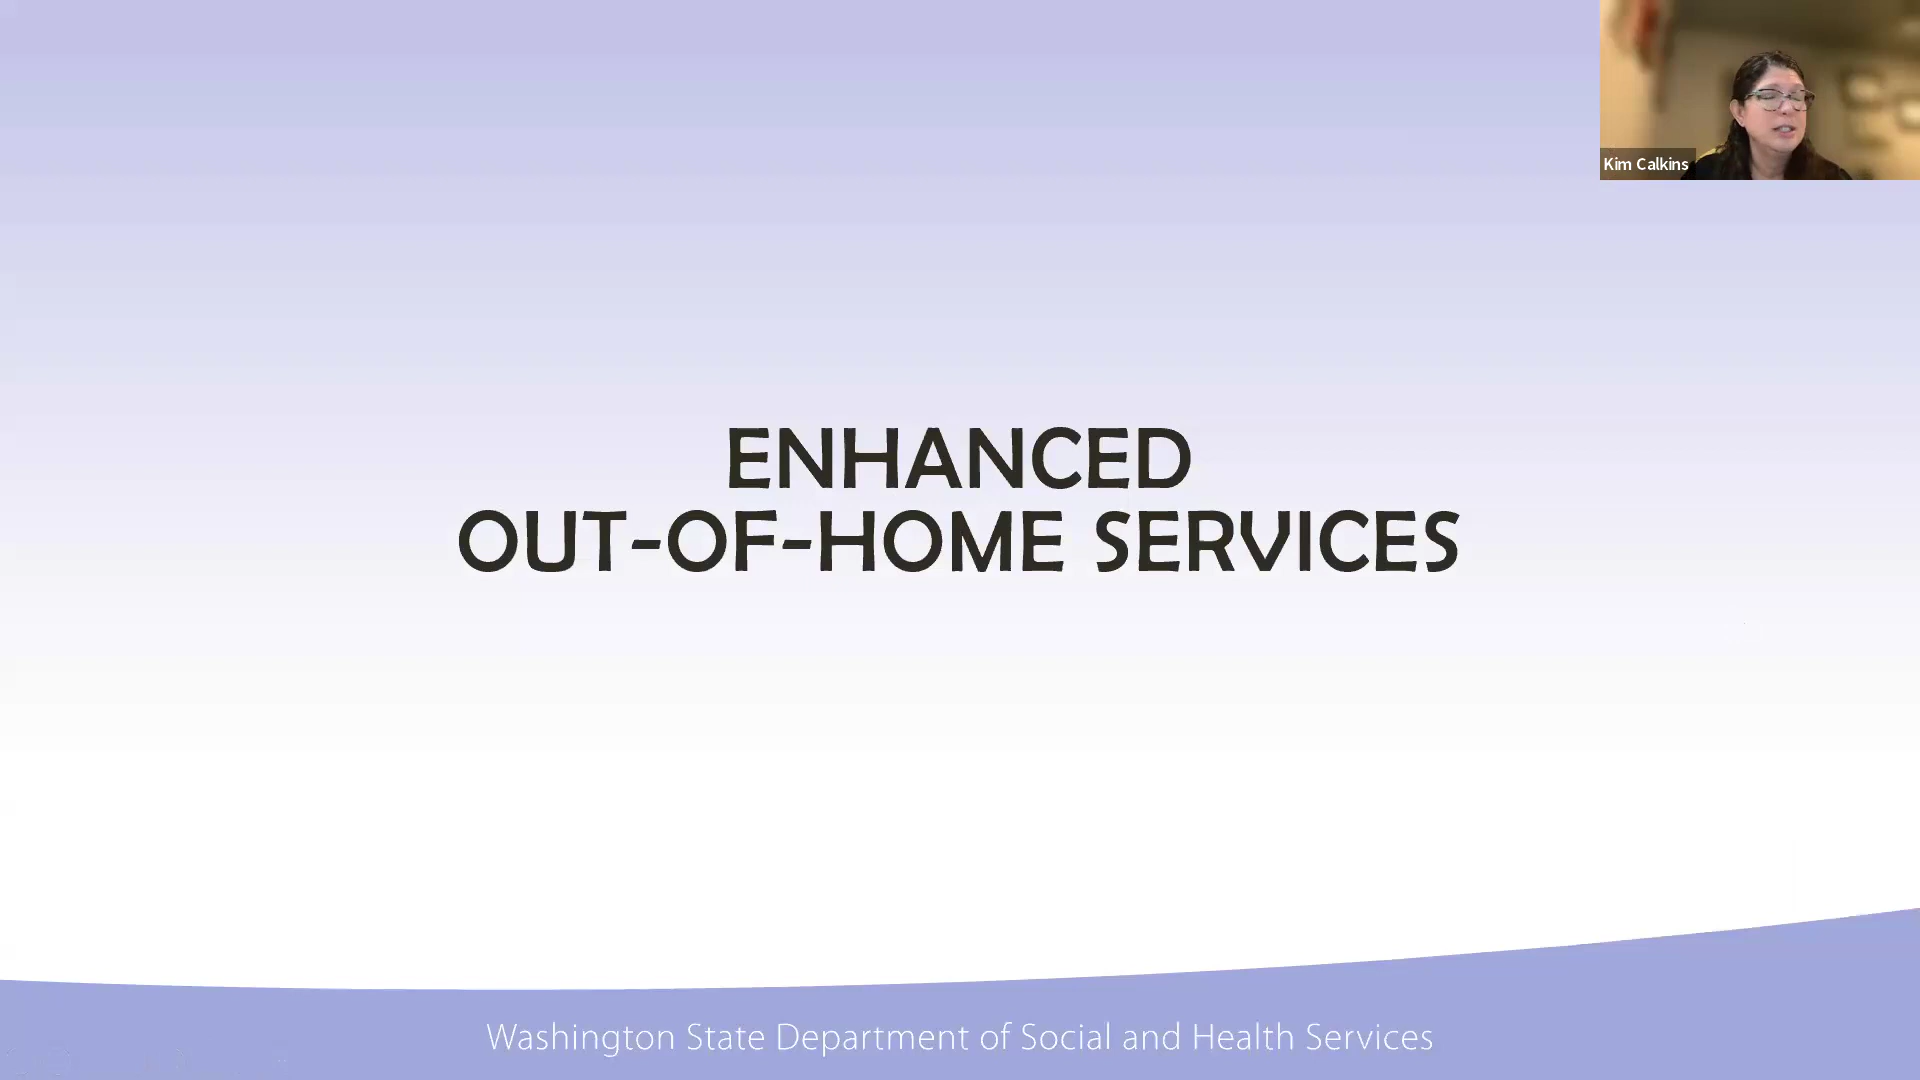 Kim Calkins
ENHANCED
OUT-OF-HOME SERVICES
Washington State Department of Social and Health Services